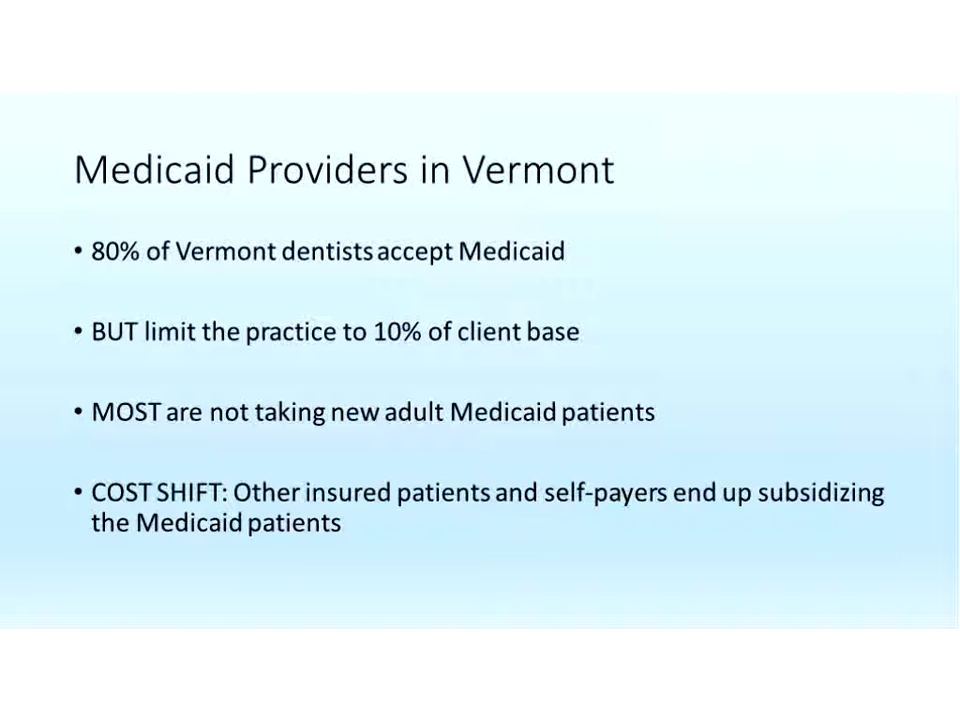 Medicaid Providers in Vermont
• 80% of Vermont dentists accept Medicaid
• BUT limit the practice to 10% of client base
• MOST are not taking new adult Medicaid patients
• COST SHIFT: Other insured patients and self-payers end up subsidizing
the Medicaid patients